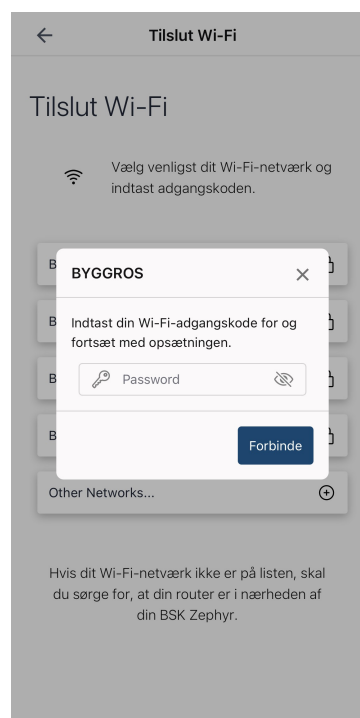 Tilslut Wi-Fi
Tilslut Wi-Fi
Vælg venligst dit Wi-Fi-netværk og
indtast adgangskoden.
B
BYGGROS
B
Indtast din Wi-Fi-adgangskode for og
fortsæt med opsætningen.
B
Password
B
Forbinde
Other Networks...
Hvis dit Wi-Fi-netværk ikke er på listen, skal
du sørge for, at din router er i nærheden af
din BSK Zephyr.